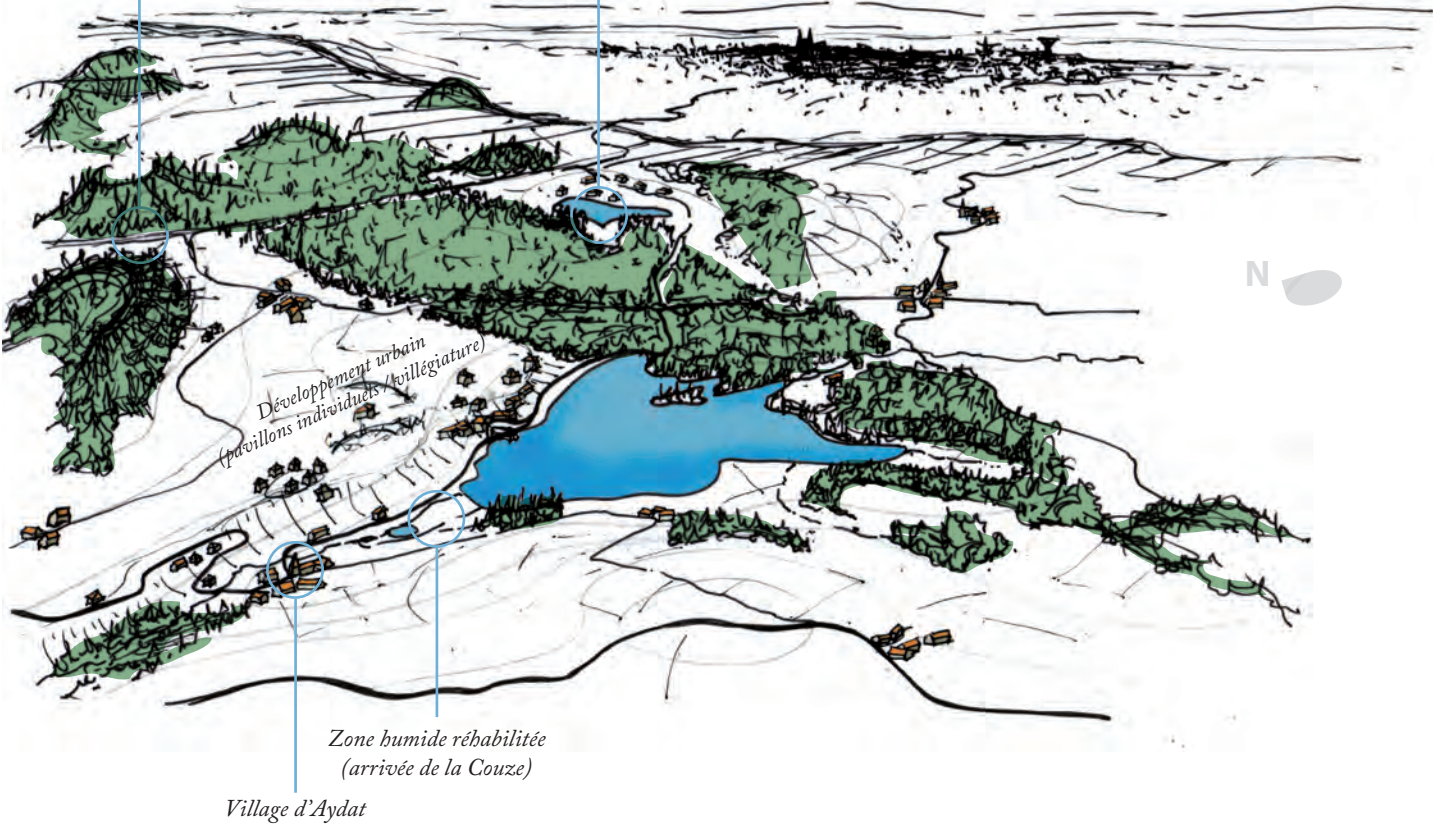 N
Développement urbain
(pavillons individuels / villégiature)
Zone humide réhabilitée
(arrivée de la Couze)
Village d’Aydat